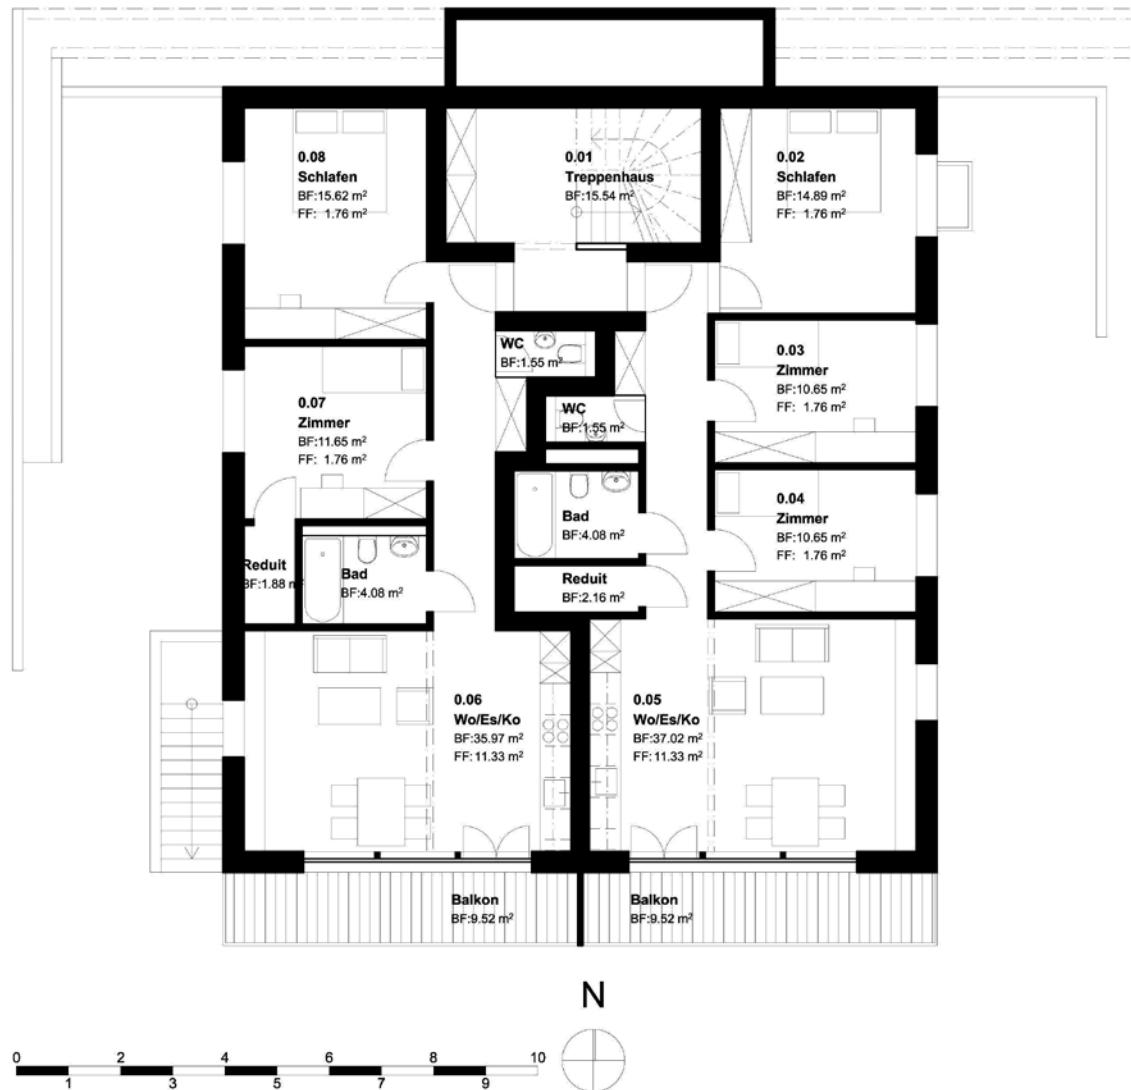 0.08
Schlafen
BF:15.62 m²
FF: 1.76 m²
0.01
Treppenhaus
BF:15.54 m²
0.02
Schlafen
BF:14.89 m²
FF: 1.76 m²
WC
BF:1.55 m²
0.03
Zimmer
BF:10.65 m²
FF: 1.76 m²
0.07
Zimmer
BF:11.65 m²
FF: 1.76 m²
WC
BF:1.55 m²
0.04
Zimmer
BF:10.65 m²
FF: 1.76 m²
Bad
BF:4.08 m²
Reduit
BF:1.88 m²
Bad
BF:4.08 m²
Reduit
BF:2.16 m²
0.06
Wo/Es/Ko
BF:35.97 m²
FF: 11.33 m²
0.05
Wo/Es/Ko
BF:37.02 m²
FF: 11.33 m²
Balkon
BF:9.52 m²
Balkon
BF:9.52 m²
N
0 2 4 6 8 10
1 3 5 7 9